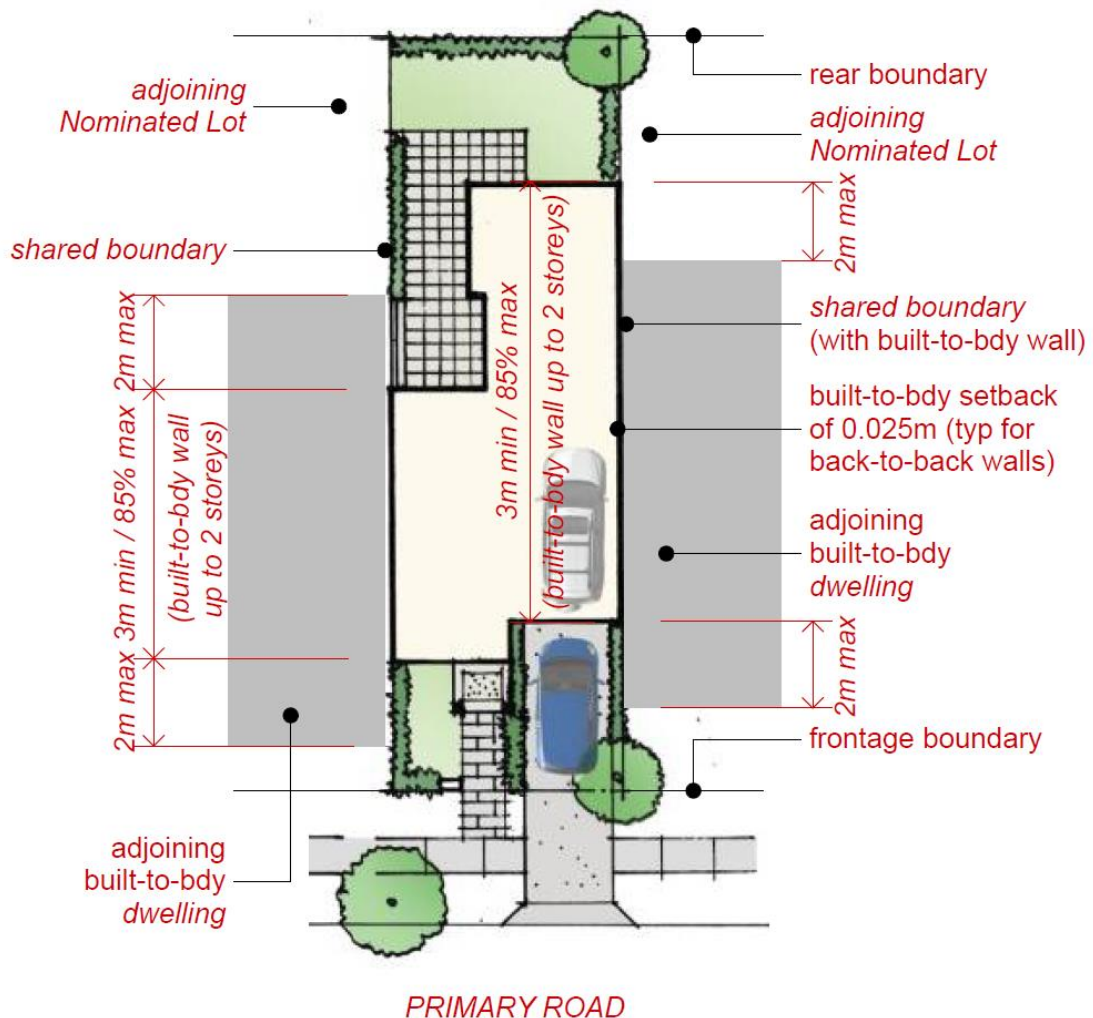 rear boundary
adjoining
Nominated Lot
adjoining
Nominated Lot
shared boundary
2m max
3m min / 85% max
(built-to-bdy wall
up to 2 storeys)
2m max
3m min / 85% max
(built-to-bdy wall up to 2 storeys)
2m max
shared boundary
(with built-to-bdy wall)
built-to-bdy setback
of 0.025m (typ for
back-to-back walls)
adjoining
built-to-bdy
dwelling
2m max
frontage boundary
adjoining
built-to-bdy
dwelling
PRIMARY ROAD